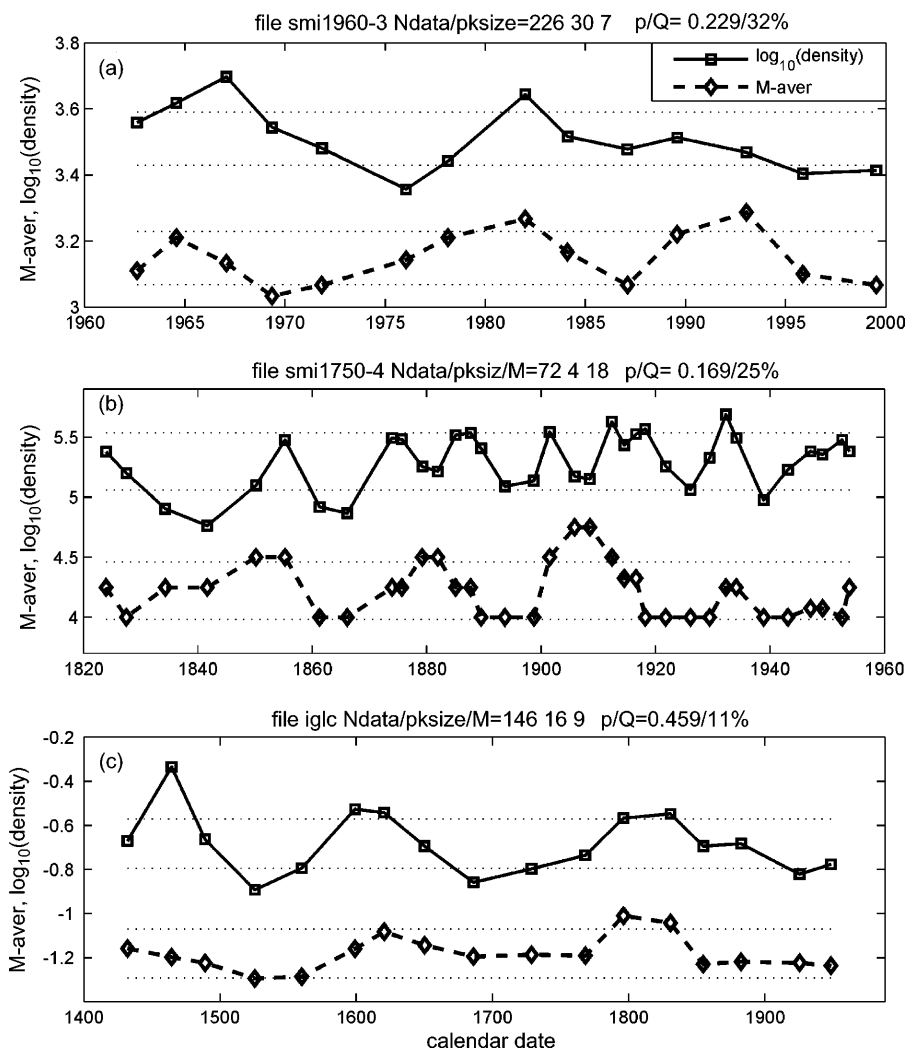 file smi1960-3 Ndata/pksize=226 30 7 p/Q= 0.229/32%
(a)
log10(density)
M-aver
M-aver, log10(density)
3.8
3.6
3.4
3.2
3
1960 1965 1970 1975 1980 1985 1990 1995 2000
file smi1750-4 Ndata/pksiz/M=72 4 18 p/Q= 0.169/25%
(b)
M-aver, log10(density)
5.5
5
4.5
4
1820 1840 1860 1880 1900 1920 1940 1960
file iglc Ndata/pksize/M=146 16 9 p/Q=0.459/11%
(c)
M-aver, log10(density)
-0.2
-0.4
-0.6
-0.8
-1
-1.2
1400 1500 1600 1700 1800 1900
calendar date